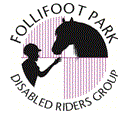 FOLLIFOOT PARK
DISABLED RIDERS GROUP